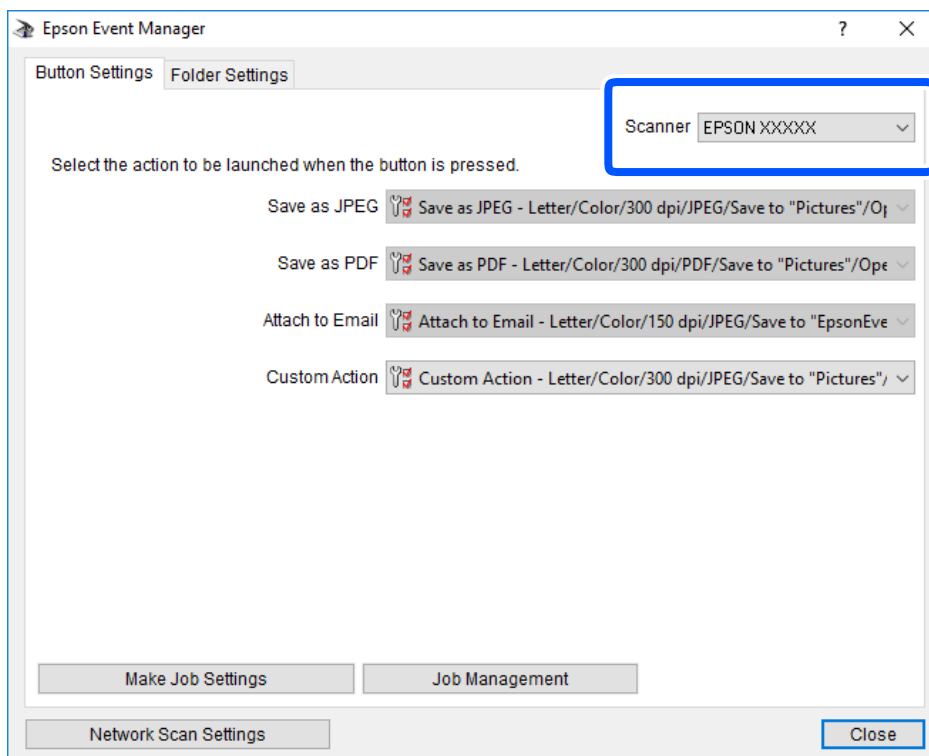 Epson Event Manager
Button Settings Folder Settings
Scanner EPSON XXXXX
Select the action to be launched when the button is pressed.
Save as JPEG Save as JPEG - Letter/Color/300 dpi/JPEG/Save to "Pictures"/Op
Save as PDF Save as PDF - Letter/Color/300 dpi/PDF/Save to "Pictures"/Ope
Attach to Email Attach to Email - Letter/Color/150 dpi/JPEG/Save to "EpsonEve
Custom Action Custom Action - Letter/Color/300 dpi/JPEG/Save to "Pictures"/
Make Job Settings Job Management
Network Scan Settings Close